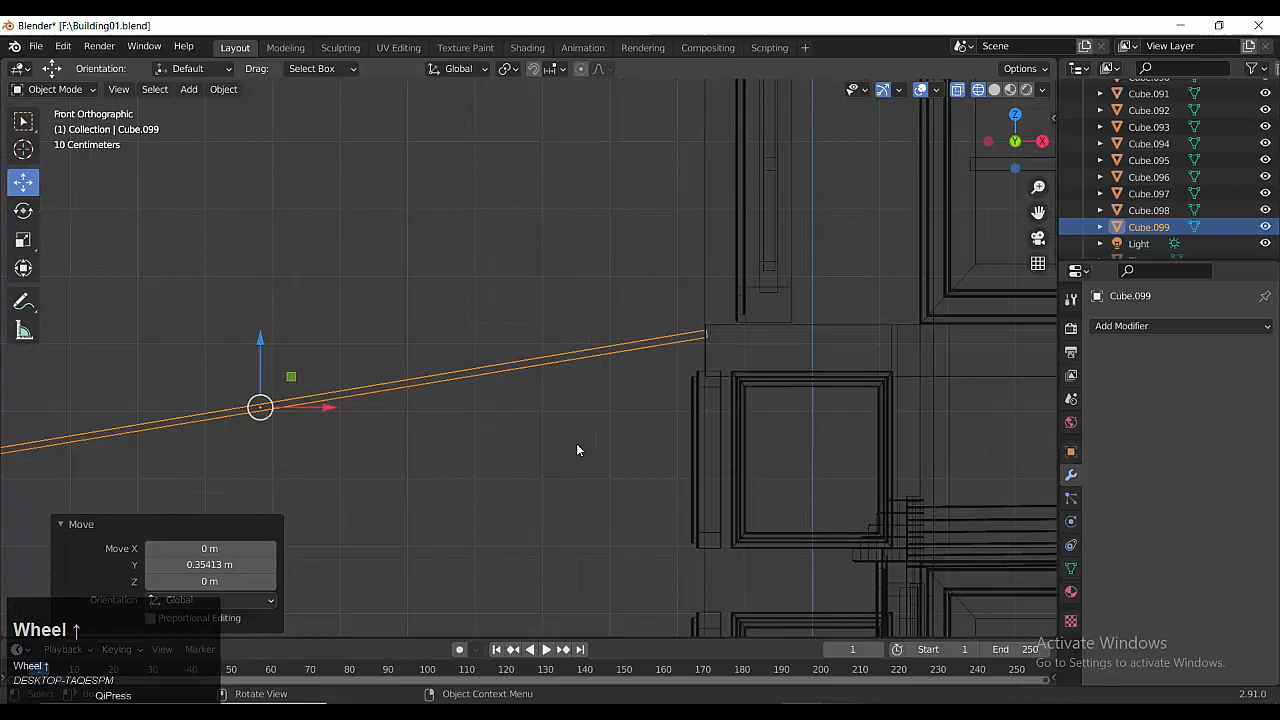 Blender* [F:\Building01.blend]
File Edit Render Window Help
Layout Modeling Sculpting UV Editing Texture Paint Shading Animation Rendering Compositing Scripting +
Scene
View Layer
Orientation: Default Drag: Select Box Global Options
Object Mode View Select Add Object
Front Orthographic
(1) Collection | Cube.099
10 Centimeters
Z
Y
X
Cube.091
Cube.092
Cube.093
Cube.094
Cube.095
Cube.096
Cube.097
Cube.098
Cube.099
Light
Cube.099
Add Modifier
Move
Move X 0 m
Y 0.35413 m
Z 0 m
Orientation Global
Proportional Editing
Wheel ↑
Wheel ↑
DESKTOP-TAQESPM
QiPress
Playback Keying View Marker
1 Start 1 End 250
10 20 30 40 50 60 70 80 90 100 110 120 130 140 150 160 170 180 190 200 210 220 230 240 250
Select Rotate View Object Context Menu
2.91.0
Activate Windows
Go to Settings to activate Windows.